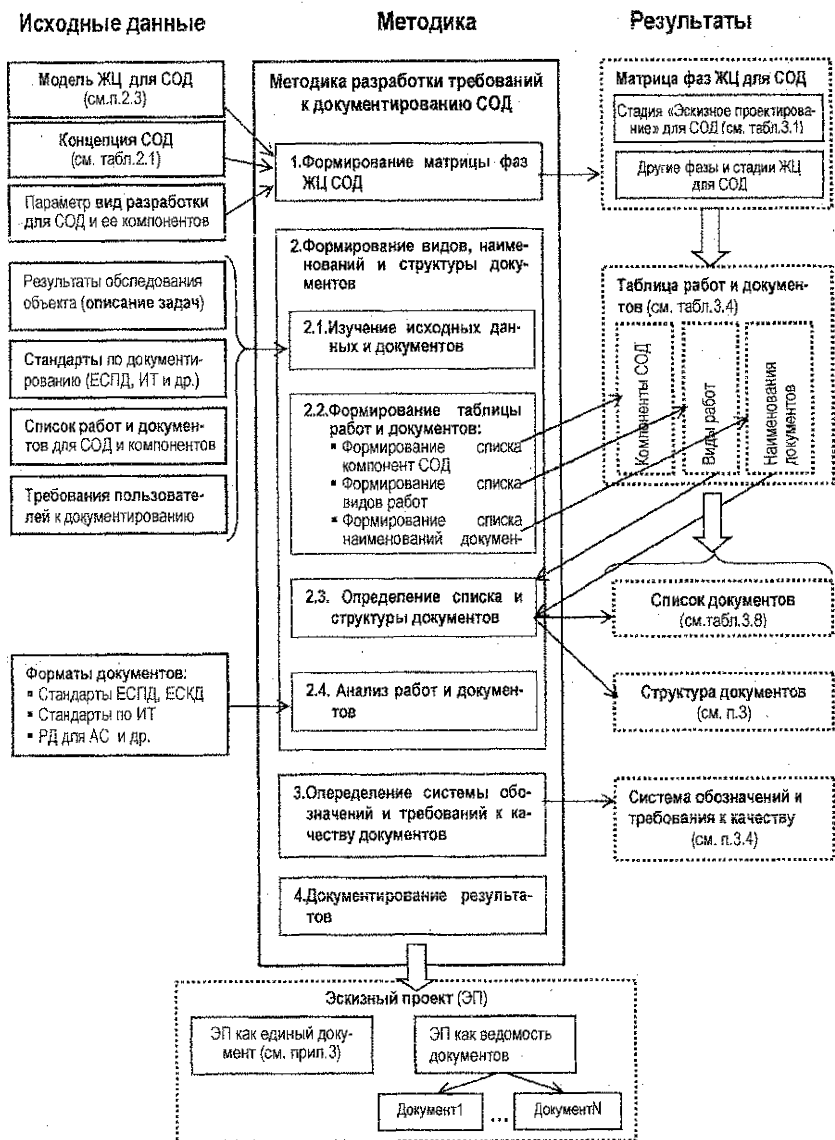 Исходные данные
Методика
Результаты
Модель ЖЦ для СОД
(см.п.2.3)
Концепция СОД
(см. табл.2.1)
Параметр вид разработки
для СОД и ее компонентов
Результаты обследования
объекта (описание задач)
Стандарты по документи-
рованию (ЕСПД, ИТ и др.)
Список работ и докумен-
тов для СОД и компонентов
Требования пользовате-
лей к документированию
Форматы документов:
▪ Стандарты ЕСПД, ЕСКД
▪ Стандарты по ИТ
▪ РД для АС и др.
Методика разработки требований
к документированию СОД
1.Формирование матрицы фаз
ЖЦ СОД
2.Формирование видов, наиме-
нований и структуры докумен-
тов
2.1.Изучение исходных дан-
ных и документов
2.2.Формирование таблицы
работ и документов:
▪ Формирование списка
компонент СОД
▪ Формирование списка
видов работ
▪ Формирование списка
наименований докумен-
2.3. Определение списка и
структуры документов
2.4. Анализ работ и докумен-
тов
3.Опеределение системы обо-
значений и требований к ка-
честву документов
4.Документирование результа-
тов
Матрица фаз ЖЦ для СОД
Стадия «Эскизное проектирова-
ние» для СОД (см. табл.3.1)
Другие фазы и стадии ЖЦ
для СОД
Таблица работ и докумен-
тов (см. табл.3.4)
Компоненты СОД
Виды работ
Наименования
документов
Список документов
(см.табл.3.8)
Структура документов
(см. п.3)
Система обозначений и
требования к качеству
(см. п.3.4)
Эскизный проект (ЭП)
ЭП как единый доку-
мент (см. прил.3)
ЭП как ведомость
документов
Документ1
...
ДокументN